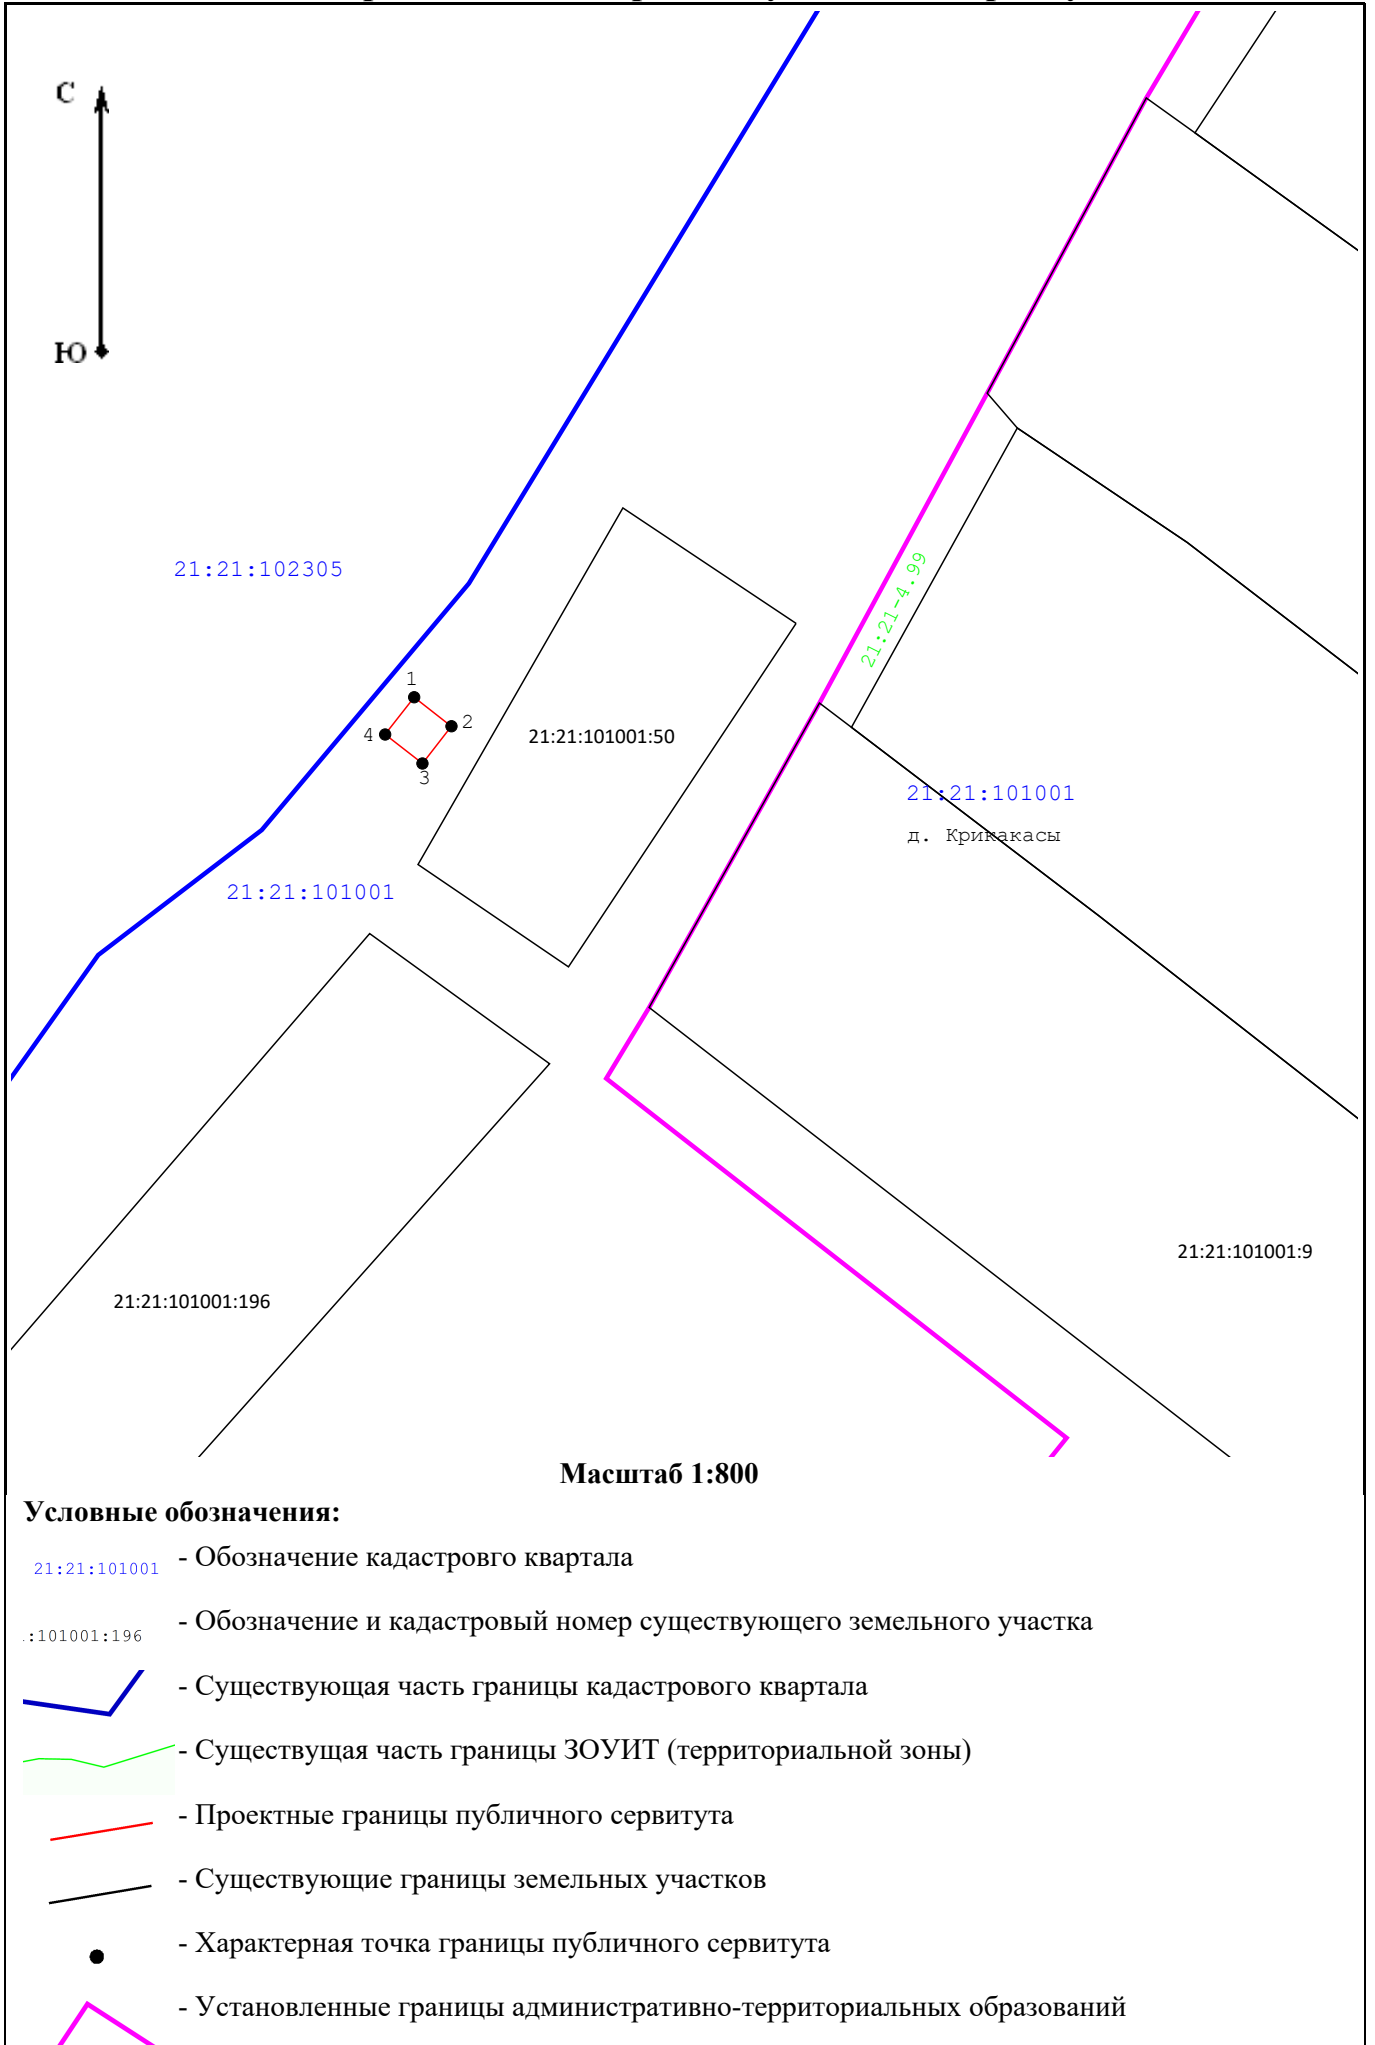 С
Ю
21:21:102305
21:21-4.99
1
2
4
3
21:21:101001:50
21:21:101001
д. Крикакасы
21:21:101001
21:21:101001:9
21:21:101001:196
Масштаб 1:800
Условные обозначения:
21:21:101001 - Обозначение кадастровго квартала
:101001:196 - Обозначение и кадастровый номер существующего земельного участка
- Существующая часть границы кадастрового квартала
- Существущая часть границы ЗОУИТ (территориальной зоны)
- Проектные границы публичного сервитута
- Существующие границы земельных участков
- Характерная точка границы публичного сервитута
- Установленные границы административно-территориальных образований